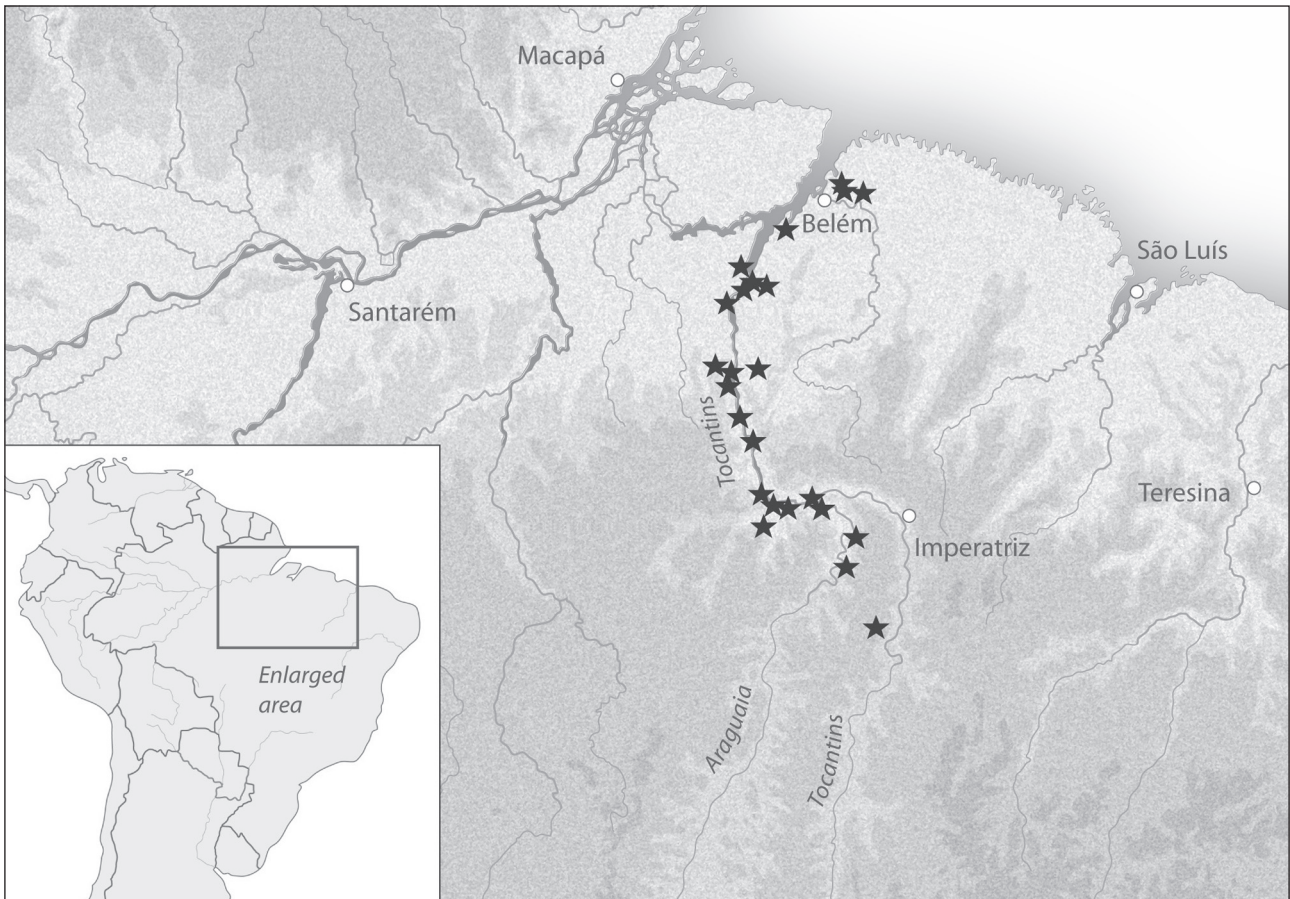 Macapá
Belém
São Luís
Santarém
Tocantins
Teresina
Imperatriz
Enlarged
area
Araguaia
Tocantins